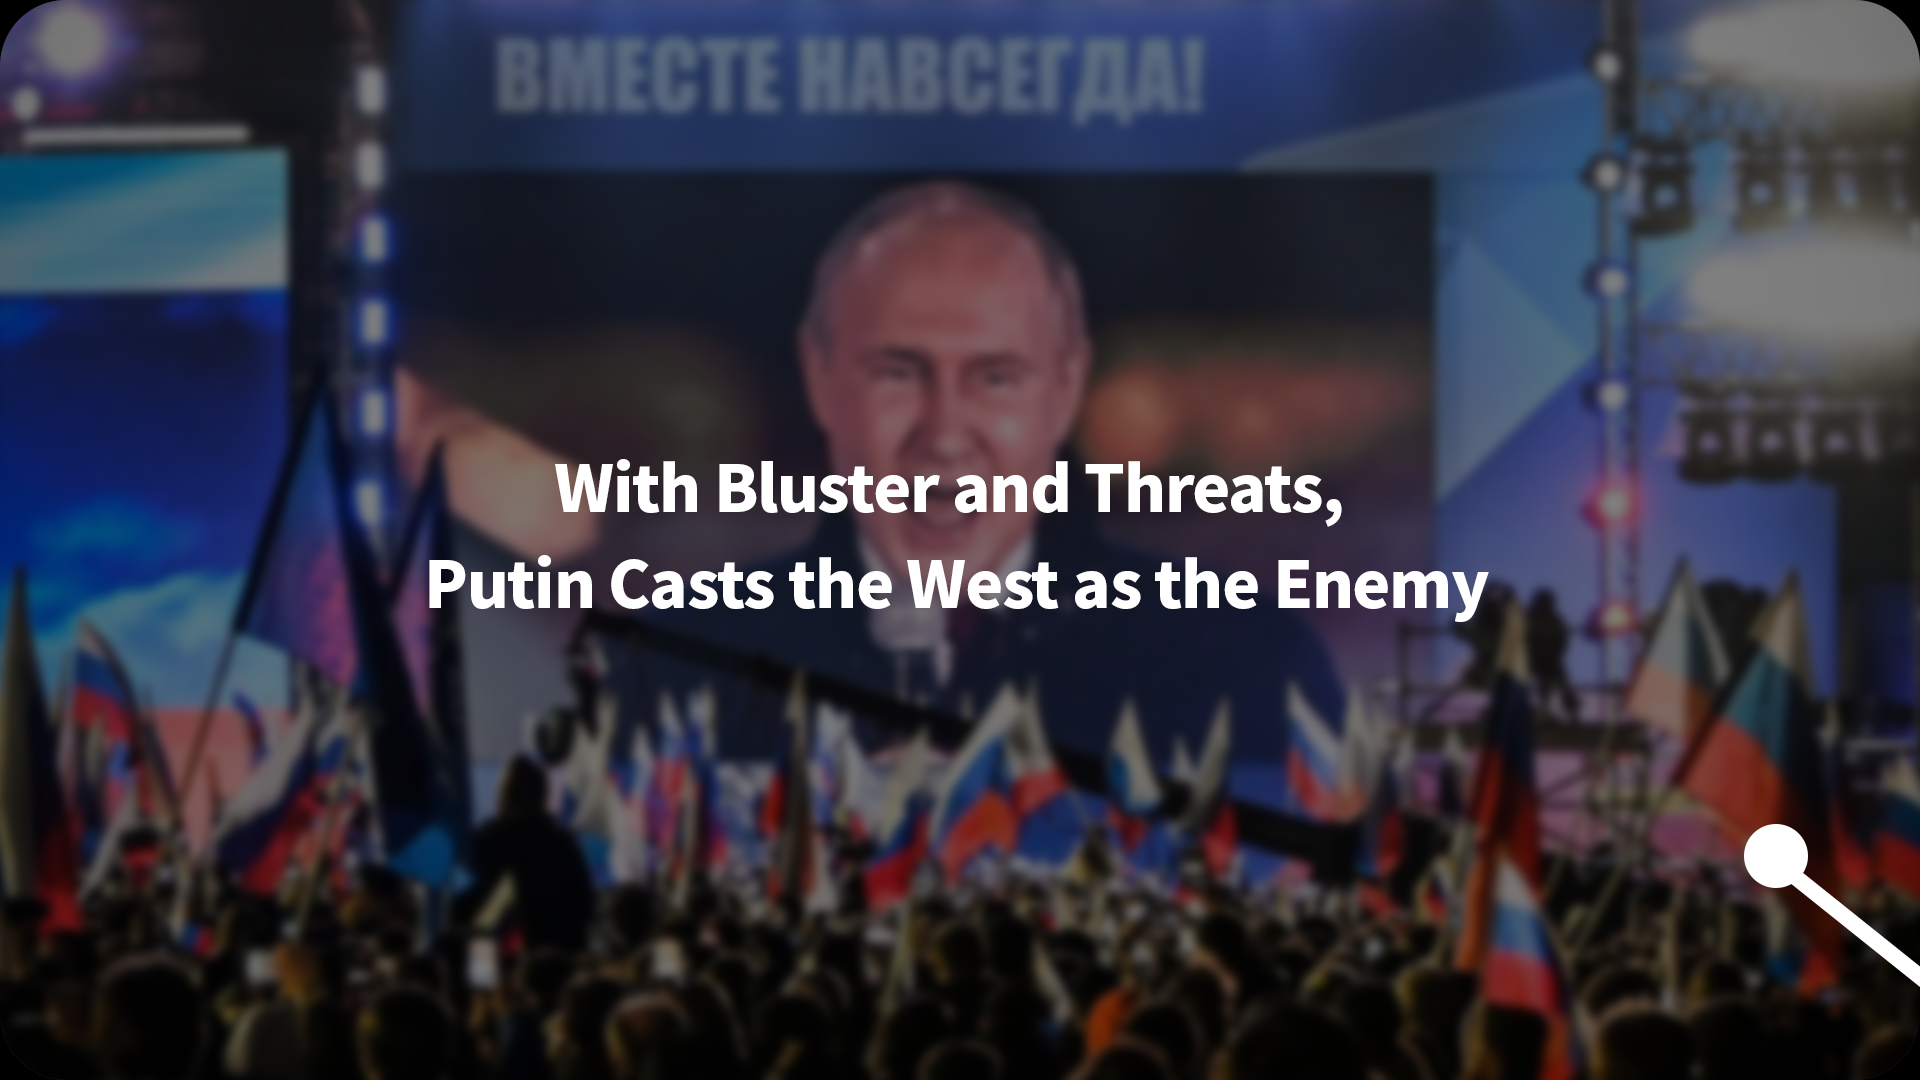 ВМЕСТЕ НАВСЕГДА!
With Bluster and Threats,
Putin Casts the West as the Enemy